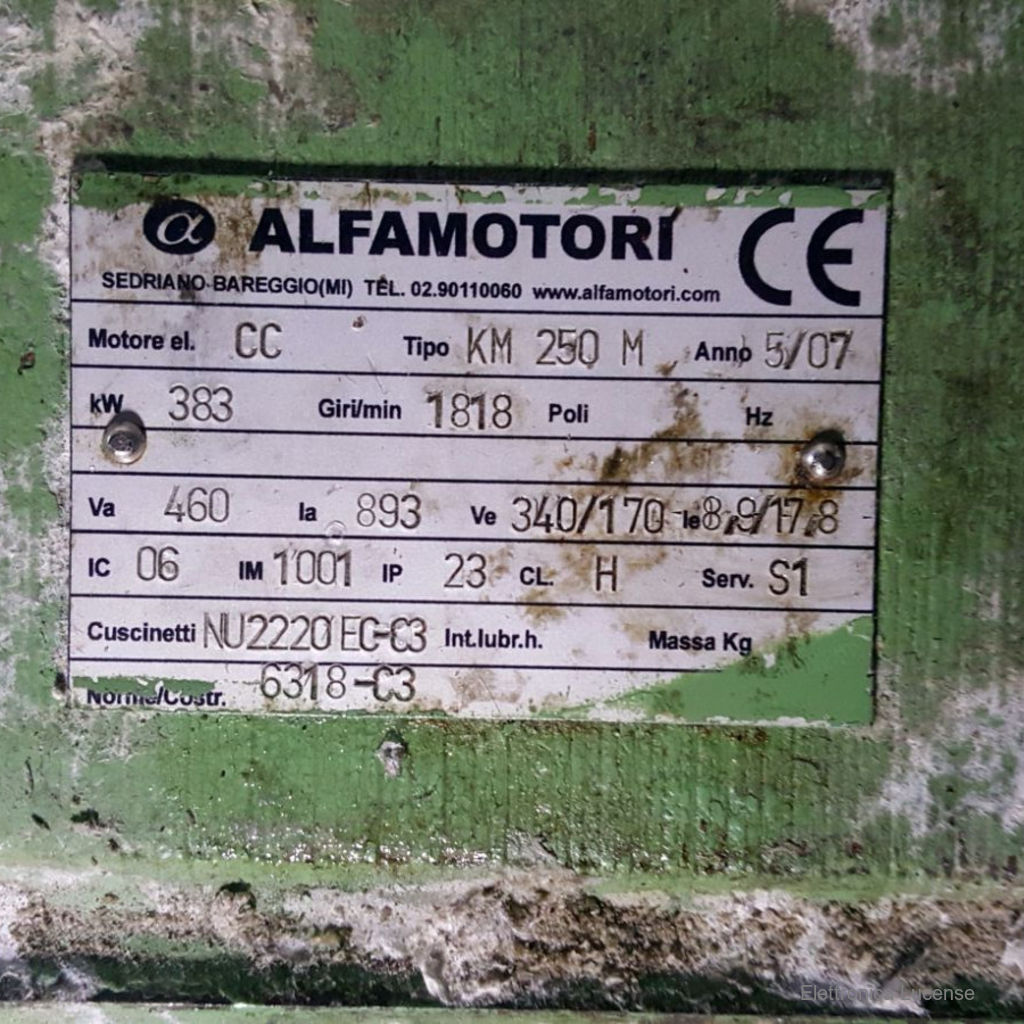 α ALFAMOTORI CE
SEDRIANO-BAREGGIO(MI) TEL. 02.90110060 www.alfamotori.com
Motore el. CC Tipo KM 250 M Anno 5/07
kW 383 Giri/min 1818 Poli Hz
Va 460 Ia 893 Ve 340/170 Ie 8,9/17,8
IC 06 IM 1001 IP 23 CL. H Serv. S1
Cuscinetti NU2220 EC-C3 Int.lubr.h. Massa Kg
Norme/Costr. 6318-C3
Elettronica Lucense